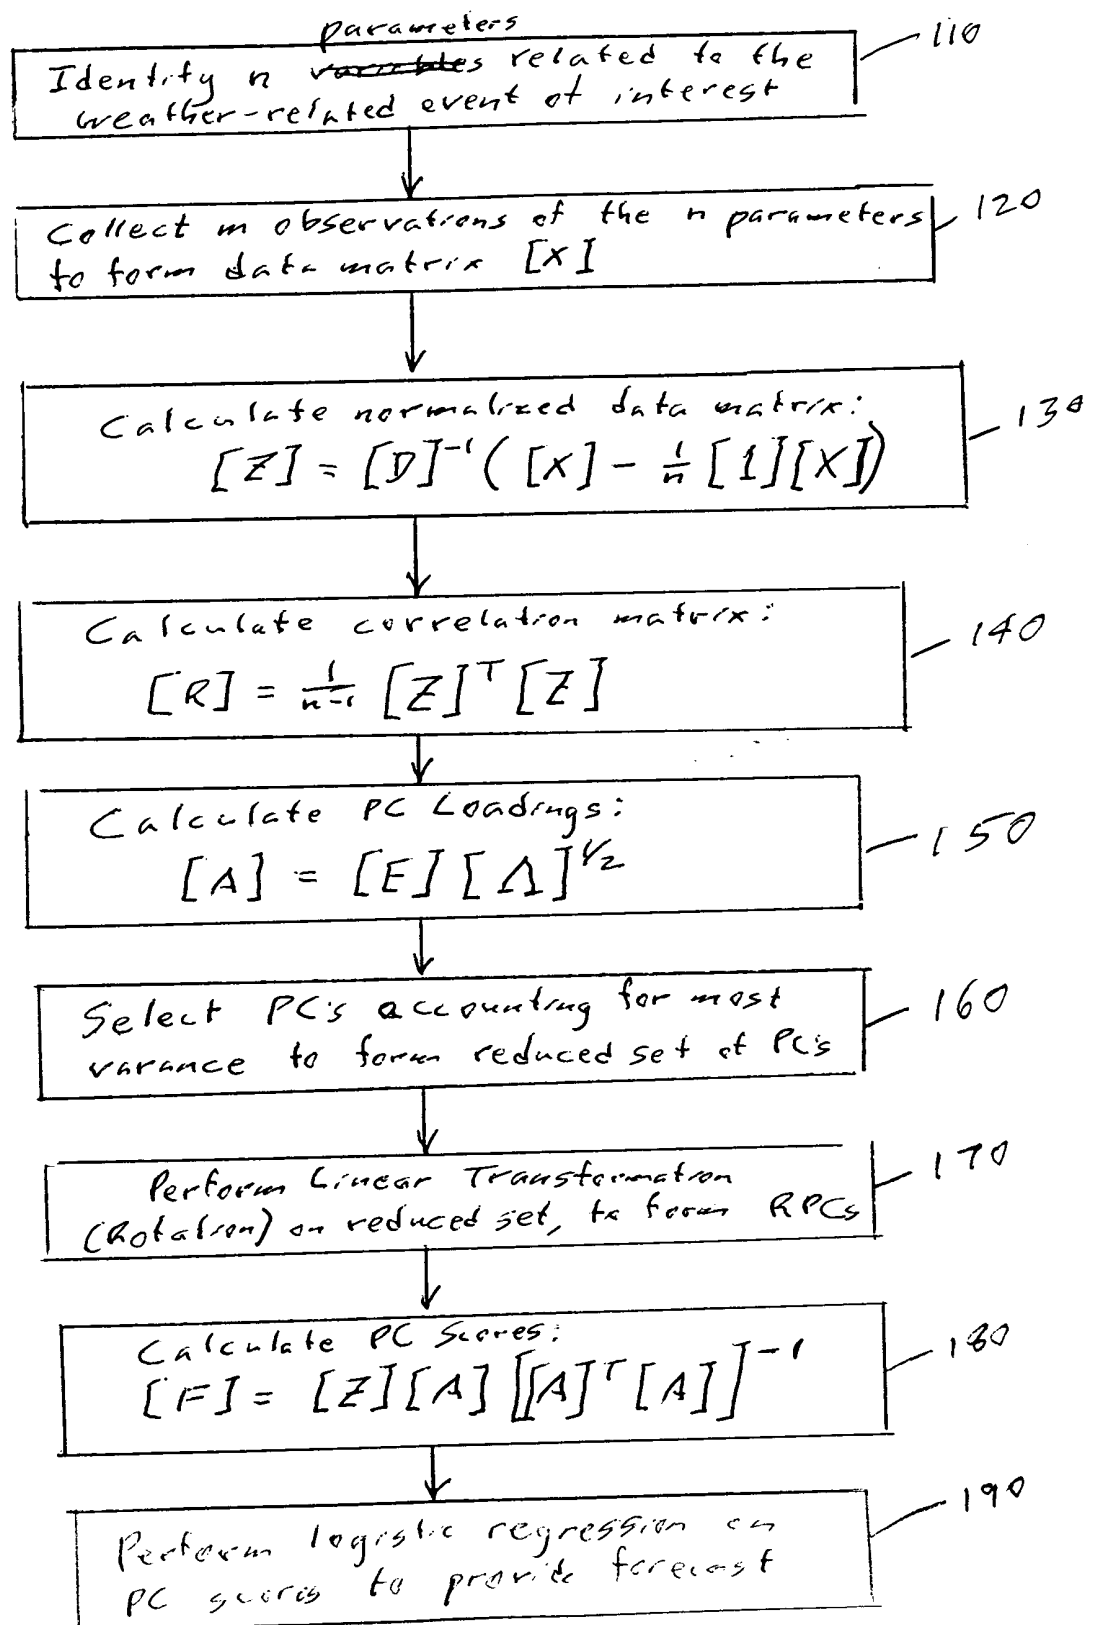 parameters
110
Identify n variables related to the
weather-related event of interest
120
Collect m observations of the n parameters
to form data matrix [X]
130
Calculate normalized data matrix:
[Z] = [D]⁻¹ ( [X] - 1/n [1][X])
140
Calculate correlation matrix:
[R] = 1/n-1 [Z]ᵀ [Z]
150
Calculate PC Loadings:
[A] = [E] [Λ]^1/2
160
Select PC's accounting for most
varance to form reduced set of PC's
170
Perform Linear Transformation
(Rotation) on reduced set, to form RPCs
180
Calculate PC Scores:
[F] = [Z][A] [[A]ᵀ [A]]⁻¹
190
Perform logistic regression on
PC scores to provide forecast